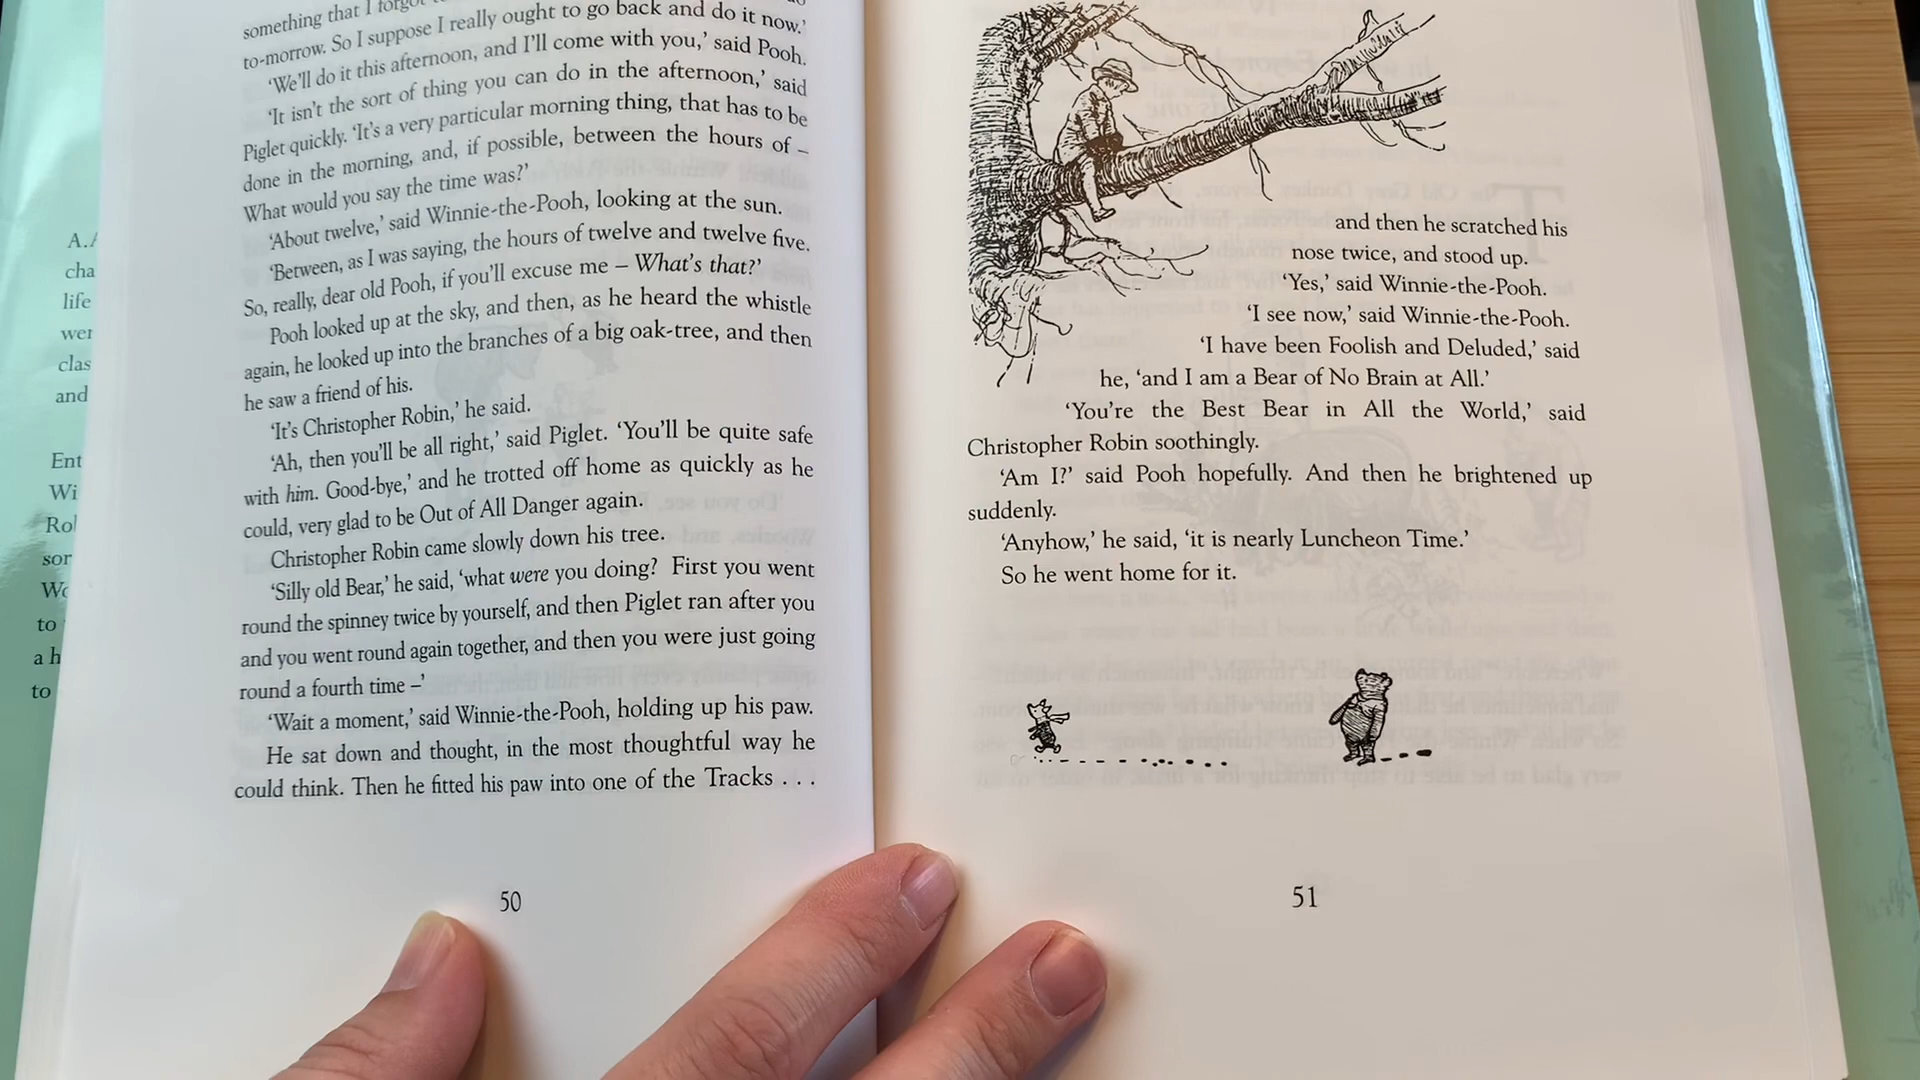 A.
cha
life
wer
clas
and
Ent
Wi
Rol
sor
Wo
to
a h
to
something that I forgot
to-morrow. So I suppose I really ought to go back and do it now.'
'We'll do it this afternoon, and I'll come with you,' said Pooh.
'It isn't the sort of thing you can do in the afternoon,' said
Piglet quickly. 'It's a very particular morning thing, that has to be
done in the morning, and, if possible, between the hours of –
What would you say the time was?'
'About twelve,' said Winnie-the-Pooh, looking at the sun.
'Between, as I was saying, the hours of twelve and twelve five.
So, really, dear old Pooh, if you'll excuse me – What's that?'
Pooh looked up at the sky, and then, as he heard the whistle
again, he looked up into the branches of a big oak-tree, and then
he saw a friend of his.
'It's Christopher Robin,' he said.
'Ah, then you'll be all right,' said Piglet. 'You'll be quite safe
with him. Good-bye,' and he trotted off home as quickly as he
could, very glad to be Out of All Danger again.
Christopher Robin came slowly down his tree.
'Silly old Bear,' he said, 'what were you doing? First you went
round the spinney twice by yourself, and then Piglet ran after you
and you went round again together, and then you were just going
round a fourth time –'
'Wait a moment,' said Winnie-the-Pooh, holding up his paw.
He sat down and thought, in the most thoughtful way he
could think. Then he fitted his paw into one of the Tracks . . .
50
and then he scratched his
nose twice, and stood up.
'Yes,' said Winnie-the-Pooh.
'I see now,' said Winnie-the-Pooh.
'I have been Foolish and Deluded,' said
he, 'and I am a Bear of No Brain at All.'
'You're the Best Bear in All the World,' said
Christopher Robin soothingly.
'Am I?' said Pooh hopefully. And then he brightened up
suddenly.
'Anyhow,' he said, 'it is nearly Luncheon Time.'
So he went home for it.
51